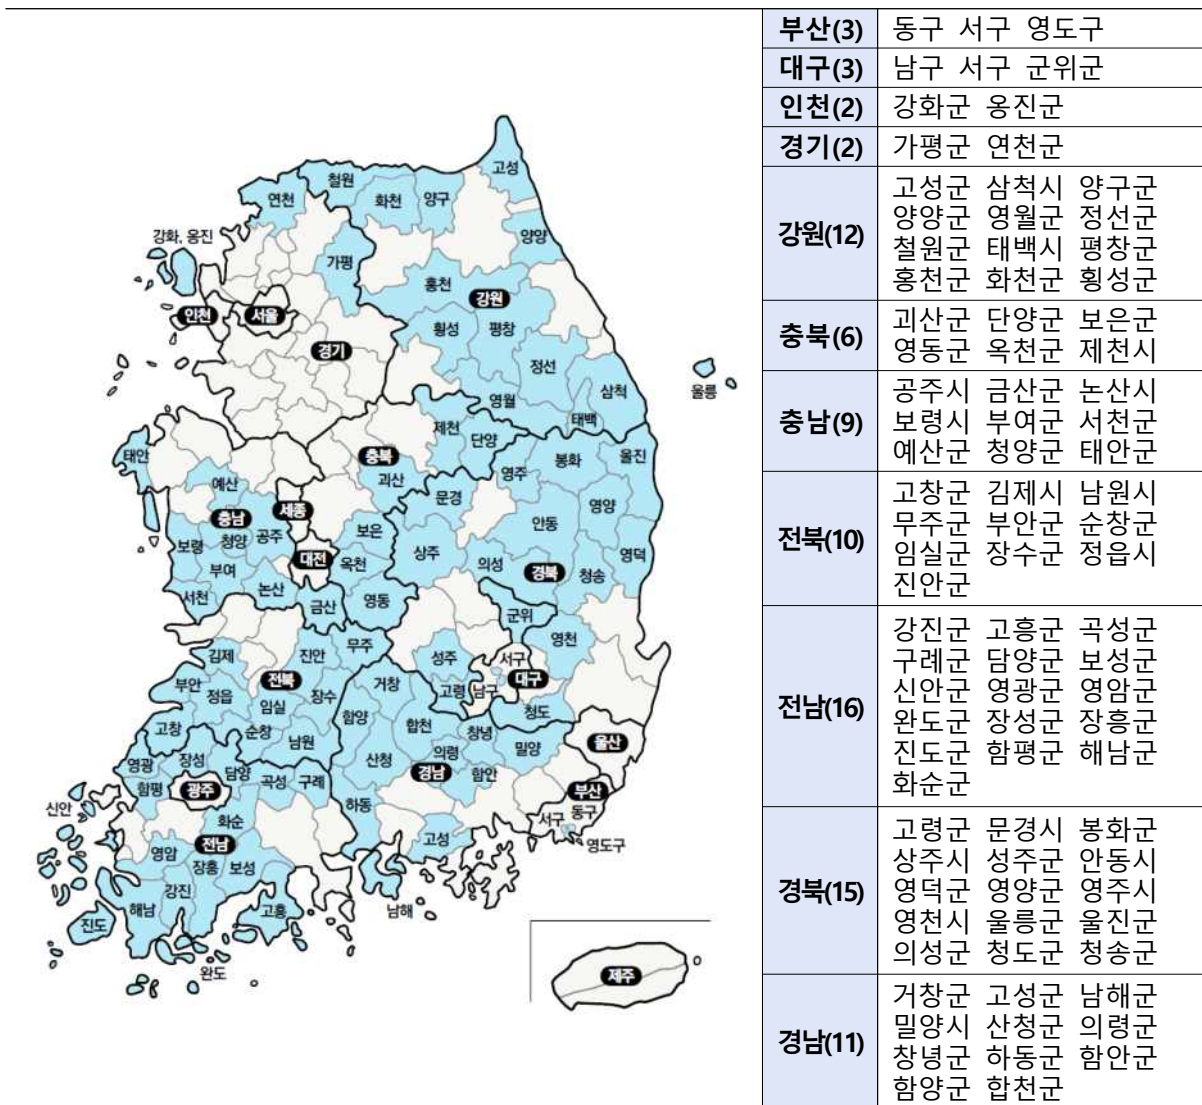 고성
철원
연천
화천
양구
강화, 옹진
양양
가평
홍천
강원
인천
서울
횡성
평창
경기
정선
삼척
울릉
영월
태백
제천
단양
충북
태안
영주
봉화
울진
예산
괴산
문경
세종
영양
충남
안동
보령
청양
공주
보은
상주
대전
옥천
의성
경북
영덕
청송
부여
서천
논산
금산
영동
군위
영천
무주
김제
진안
성주
서구
전북
대구
부안
정읍
장수
거창
고령
남구
임실
청도
고창
함양
합천
창녕
순창
남원
밀양
울산
영광
장성
담양
곡성
구례
산청
의령
경남
함안
함평
광주
부산
신안
화순
하동
서구
동구
전남
고성
영도구
영암
장흥
보성
강진
해남
고흥
남해
진도
완도
제주
부산(3) 동구 서구 영도구
대구(3) 남구 서구 군위군
인천(2) 강화군 옹진군
경기(2) 가평군 연천군
강원(12) 고성군 삼척시 양구군
양양군 영월군 정선군
철원군 태백시 평창군
홍천군 화천군 횡성군
충북(6) 괴산군 단양군 보은군
영동군 옥천군 제천시
충남(9) 공주시 금산군 논산시
보령시 부여군 서천군
예산군 청양군 태안군
전북(10) 고창군 김제시 남원시
무주군 부안군 순창군
임실군 장수군 정읍시
진안군
전남(16) 강진군 고흥군 곡성군
구례군 담양군 보성군
신안군 영광군 영암군
완도군 장성군 장흥군
진도군 함평군 해남군
화순군
경북(15) 고령군 문경시 봉화군
상주시 성주군 안동시
영덕군 영양군 영주시
영천시 울릉군 울진군
의성군 청도군 청송군
경남(11) 거창군 고성군 남해군
밀양시 산청군 의령군
창녕군 하동군 함안군
함양군 합천군